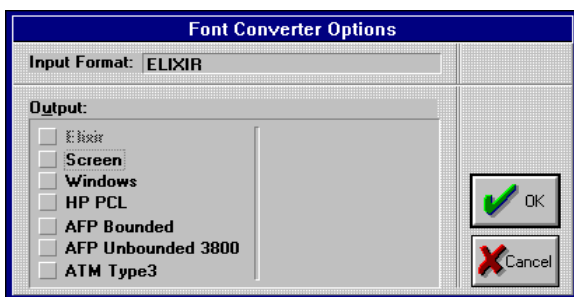 Font Converter Options
Input Format: ELIXIR
Output:
Elixir
Screen
Windows
HP PCL
AFP Bounded
AFP Unbounded 3800
ATM Type3
OK
Cancel